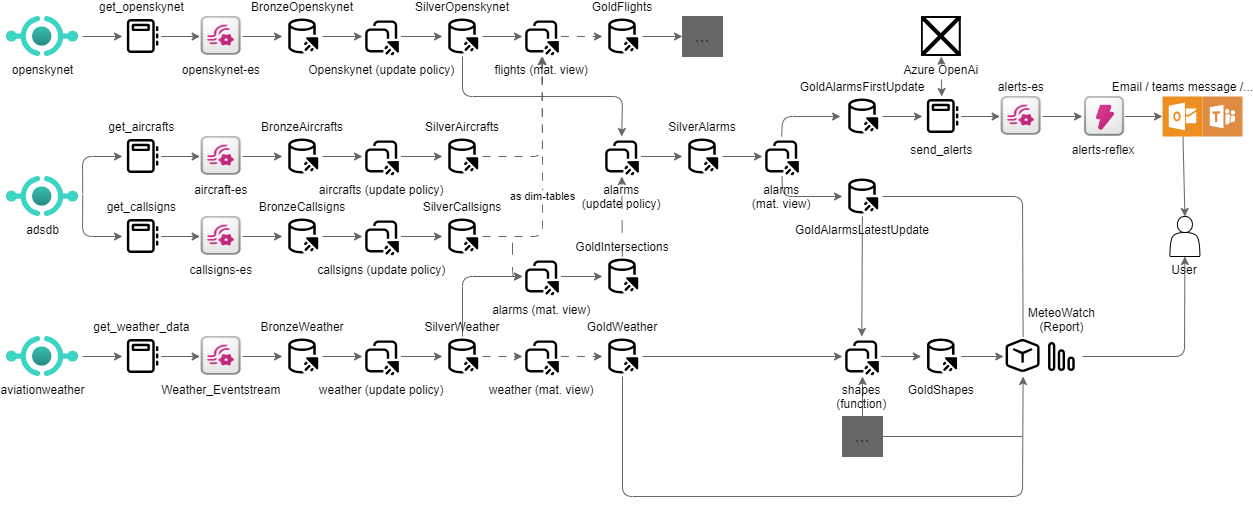 get_openskynet
BronzeOpenskynet
SilverOpenskynet
GoldFlights
...
openskynet
openskynet-es
Openskynet (update policy)
flights (mat. view)
Azure OpenAi
GoldAlarmsFirstUpdate
alerts-es
Email / teams message /...
get_aircrafts
BronzeAircrafts
SilverAircrafts
SilverAlarms
send_alerts
alerts-reflex
aircraft-es
aircrafts (update policy)
as dim-tables
alarms
(update policy)
alarms
(mat. view)
get_callsigns
BronzeCallsigns
SilverCallsigns
adsdb
GoldAlarmsLatestUpdate
GoldIntersections
callsigns-es
callsigns (update policy)
User
alarms (mat. view)
MeteoWatch
(Report)
get_weather_data
BronzeWeather
SilverWeather
GoldWeather
aviationweather
Weather_Eventstream
weather (update policy)
weather (mat. view)
shapes
(function)
GoldShapes
...